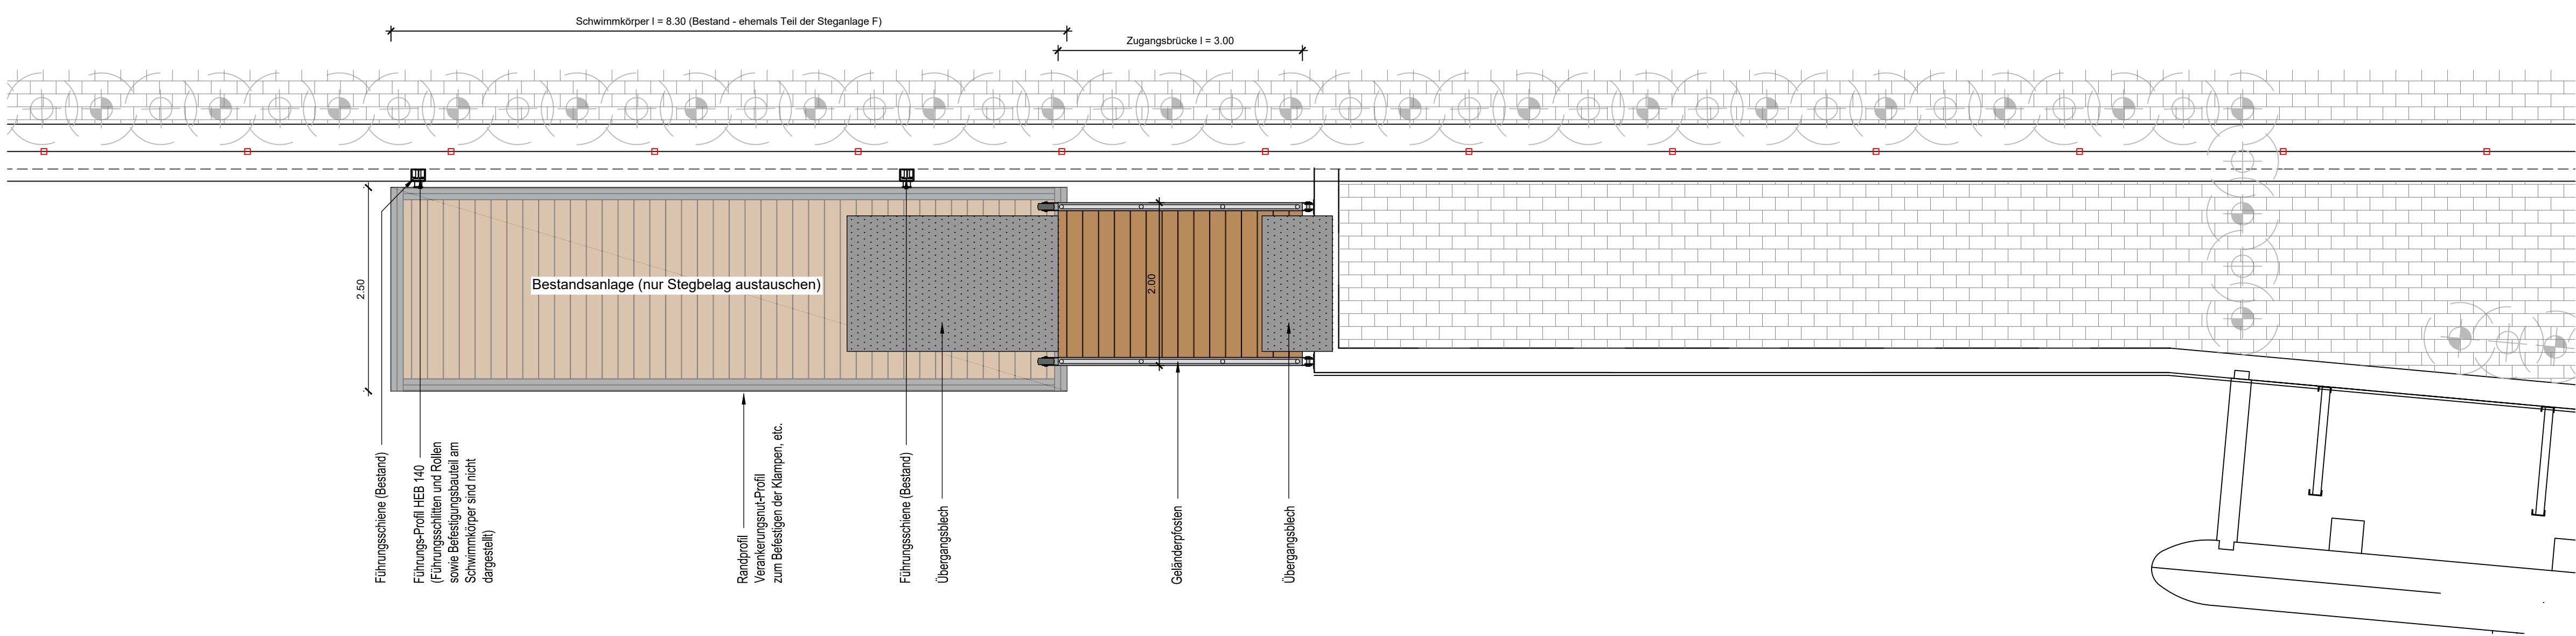 Schwimmkörper l = 8.30 (Bestand - ehemals Teil der Steganlage F)
Zugangsbrücke l = 3.00
2.50
Bestandsanlage (nur Stegbelag austauschen)
2.00
Führungsschiene (Bestand)
Führungs-Profil HEB 140
(Führungsschlitten und Rollen
sowie Befestigungsbauteil am
Schwimmkörper sind nicht
dargestellt)
Randprofil
Verankerungsnut-Profil
zum Befestigen der Klampen, etc.
Führungsschiene (Bestand)
Übergangsblech
Geländerpfosten
Übergangsblech